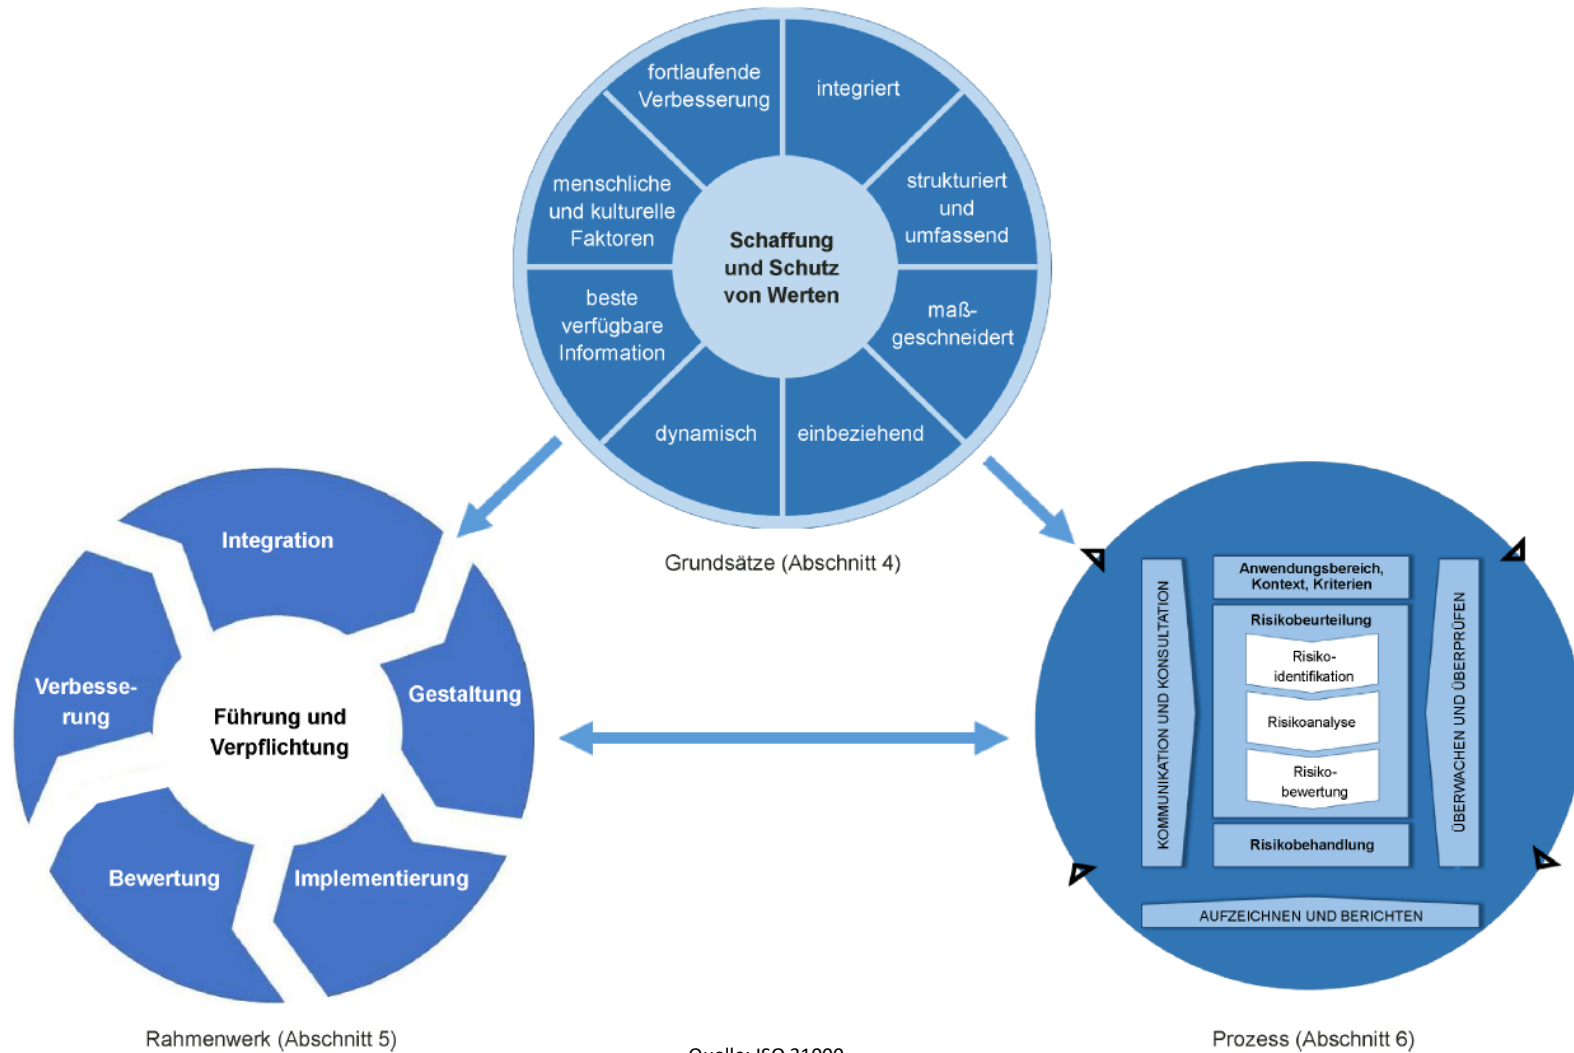 fortlaufende
Verbesserung
integriert
menschliche
und kulturelle
Faktoren
strukturiert
und
umfassend
Schaffung
und Schutz
von Werten
beste
verfügbare
Information
maß-
geschneidert
dynamisch
einbeziehend
Grundsätze (Abschnitt 4)
Integration
Verbesse-
rung
Gestaltung
Führung und
Verpflichtung
Bewertung
Implementierung
Rahmenwerk (Abschnitt 5)
KOMMUNIKATION UND KONSULTATION
Anwendungsbereich,
Kontext, Kriterien
Risikobeurteilung
Risiko-
identifikation
Risikoanalyse
Risiko-
bewertung
Risikobehandlung
ÜBERWACHEN UND ÜBERPRÜFEN
AUFZEICHNEN UND BERICHTEN
Prozess (Abschnitt 6)
Quelle: ISO 31000